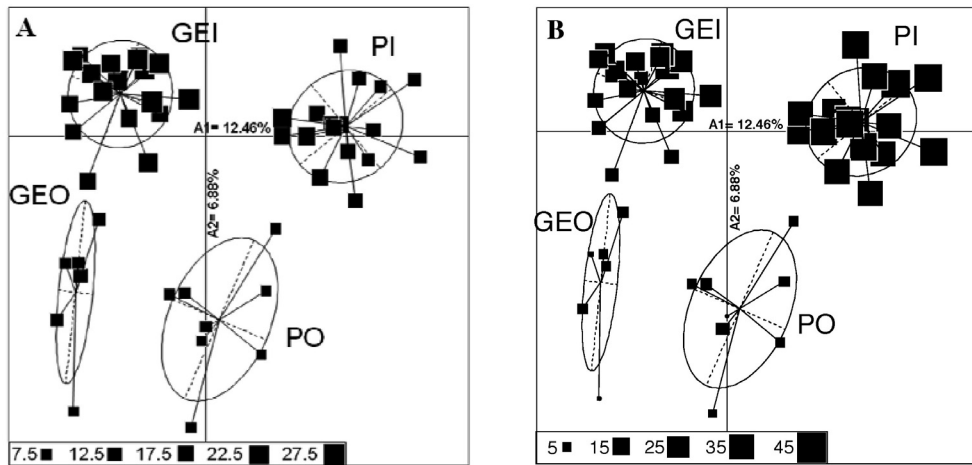 A
GEI
PI
A1= 12.46%
A2= 6.88%
GEO
PO
7.5 12.5 17.5 22.5 27.5
B
GEI
PI
A1= 12.46%
A2= 6.88%
GEO
PO
5 15 25 35 45